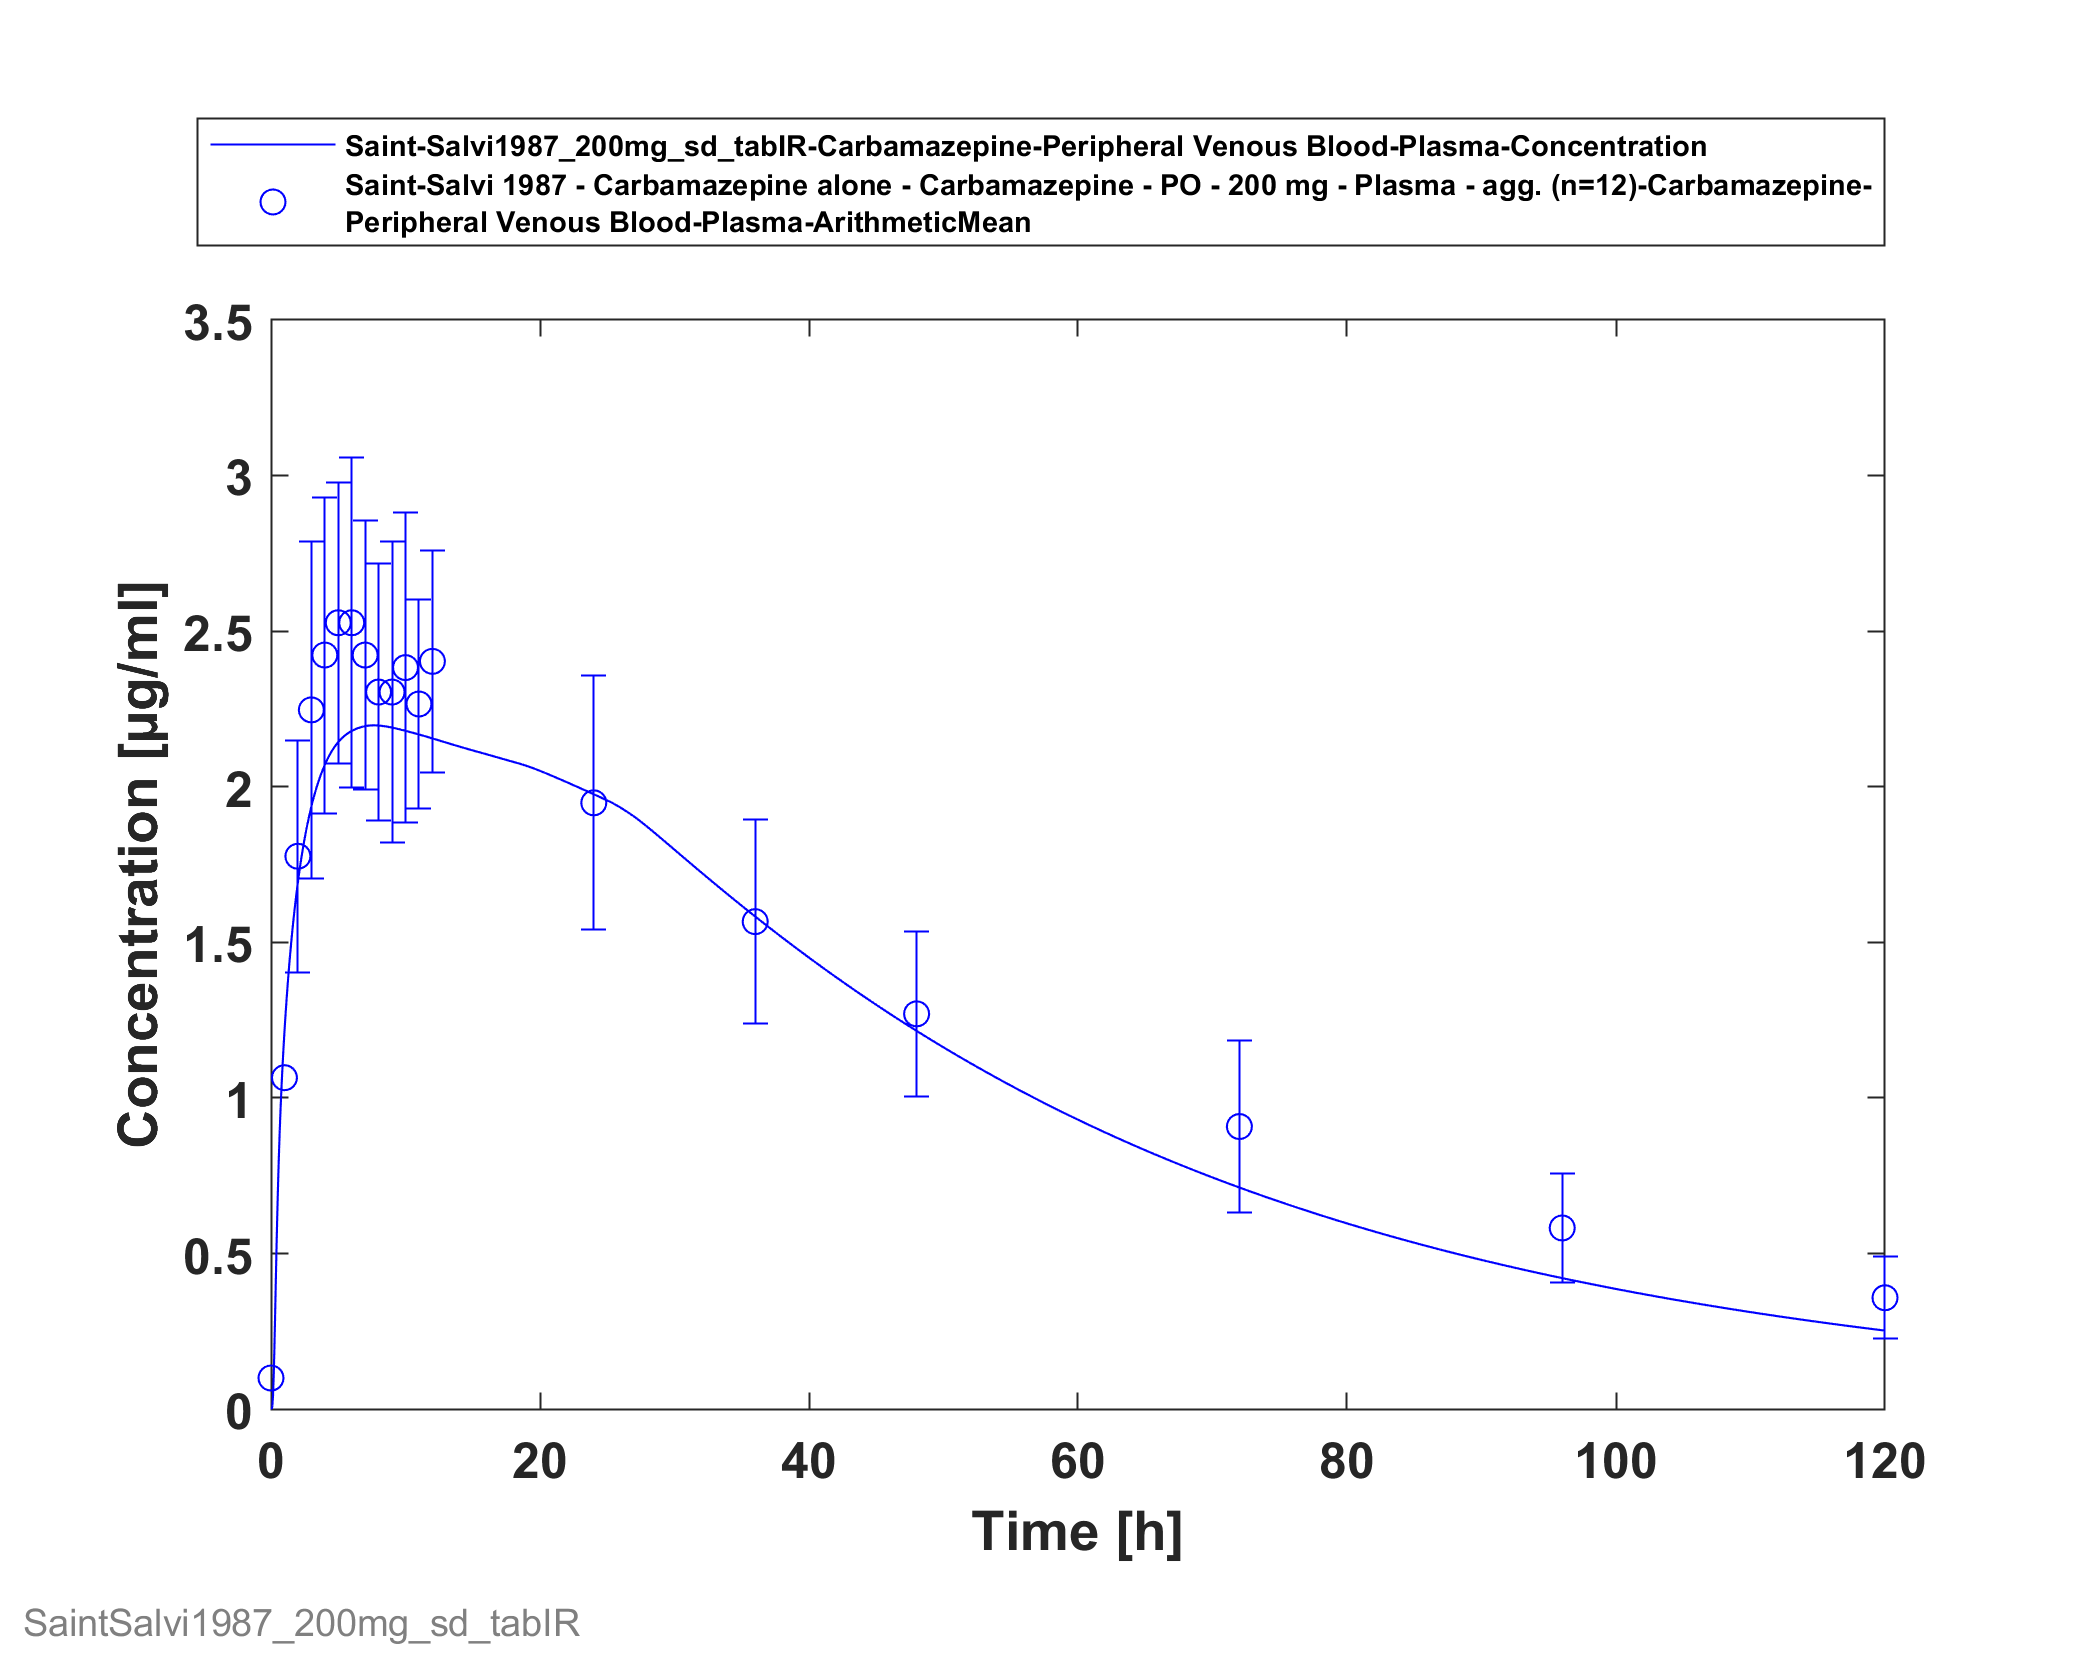 Saint-Salvi1987_200mg_sd_tabIR-Carbamazepine-Peripheral Venous Blood-Plasma-Concentration
Saint-Salvi 1987 - Carbamazepine alone - Carbamazepine - PO - 200 mg - Plasma - agg. (n=12)-Carbamazepine-
Peripheral Venous Blood-Plasma-ArithmeticMean
3.5
3
2.5
2
1.5
1
0.5
0
Concentration [µg/ml]
0 20 40 60 80 100 120
Time [h]
SaintSalvi1987_200mg_sd_tabIR